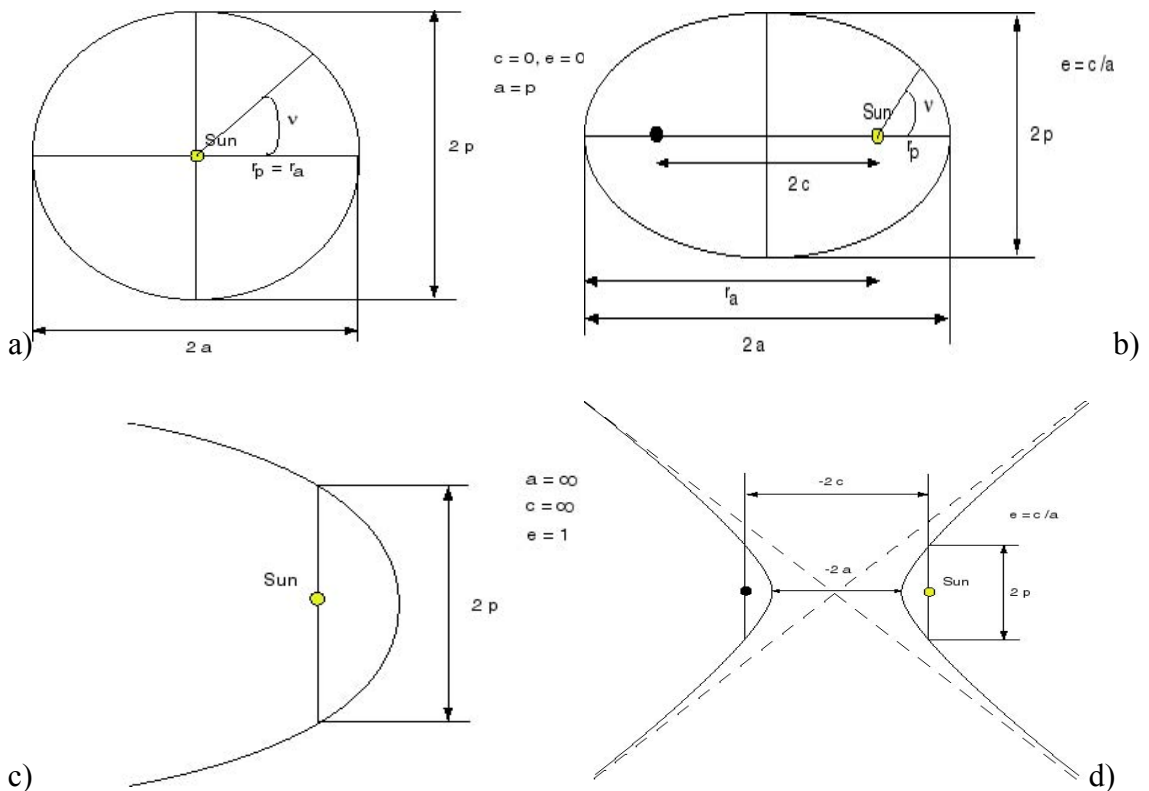 c = 0, e = 0
a = p
ν
Sun
r_p = r_a
2 p
2 a
a)
e = c/a
ν
Sun
r_p
2 c
2 p
r_a
2 a
b)
a = ∞
c = ∞
e = 1
Sun
2 p
c)
-2 c
e = c/a
-2 a
Sun
2 p
d)